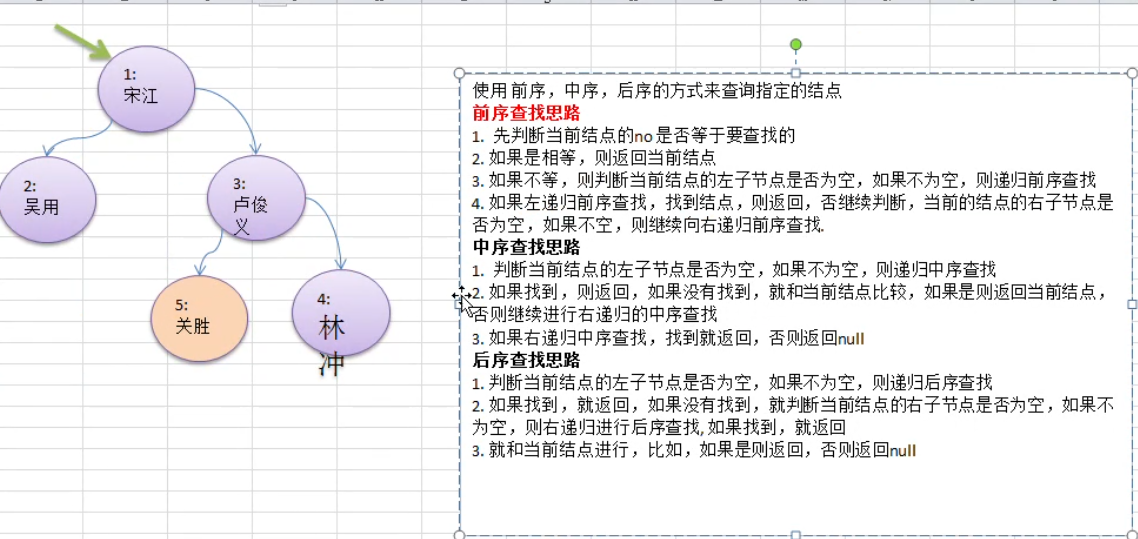 1:
宋江
2:
吴用
3:
卢俊
义
5:
关胜
4:
林
冲
使用前序，中序，后序的方式来查询指定的结点
前序查找思路
1. 先判断当前结点的no是否等于要查找的
2. 如果是相等，则返回当前结点
3. 如果不等，则判断当前结点的左子节点是否为空，如果不为空，则递归前序查找
4. 如果左递归前序查找，找到结点，则返回，否继续判断，当前的结点的右子节点是
否为空，如果不空，则继续向右递归前序查找.
中序查找思路
1. 判断当前结点的左子节点是否为空，如果不为空，则递归中序查找
2. 如果找到，则返回，如果没有找到，就和当前结点比较，如果是则返回当前结点，
否则继续进行右递归的中序查找
3. 如果右递归中序查找，找到就返回，否则返回null
后序查找思路
1. 判断当前结点的左子节点是否为空，如果不为空，则递归后序查找
2. 如果找到，就返回，如果没有找到，就判断当前结点的右子节点是否为空，如果不
为空，则右递归进行后序查找,如果找到，就返回
3. 就和当前结点进行，比如，如果是则返回，否则返回null